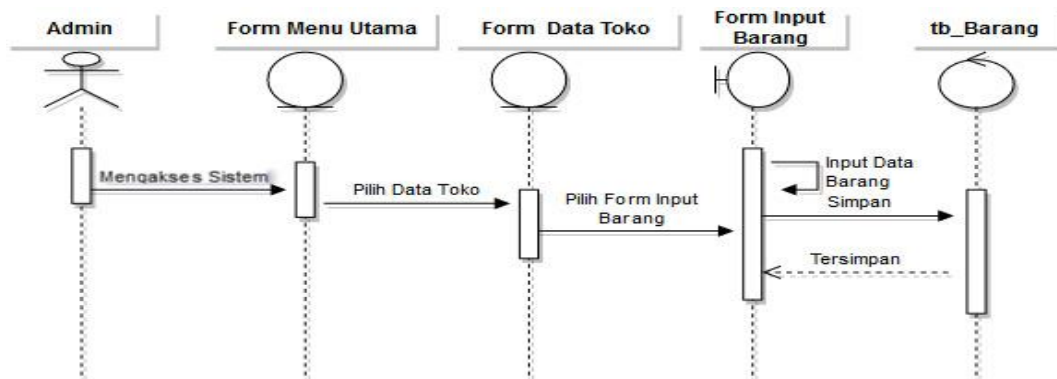 Admin
Form Menu Utama
Form Data Toko
Form Input
Barang
tb_Barang
Mengakses Sistem
Pilih Data Toko
Pilih Form Input
Barang
Input Data
Barang
Simpan
Tersimpan